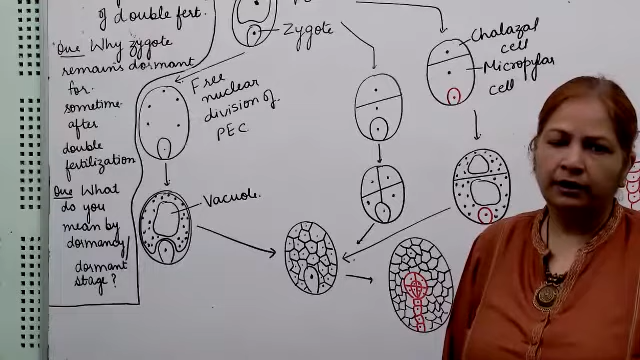 of double fert.
Que Why zygote
remains dormant
for.
sometime
after
double
fertilization
Que What
do you
mean by
dormancy/
dormant
stage?
Zygote
Free
nuclear
division of
PEC
Vacuole.
Chalazal
cell
Micropylar
cell